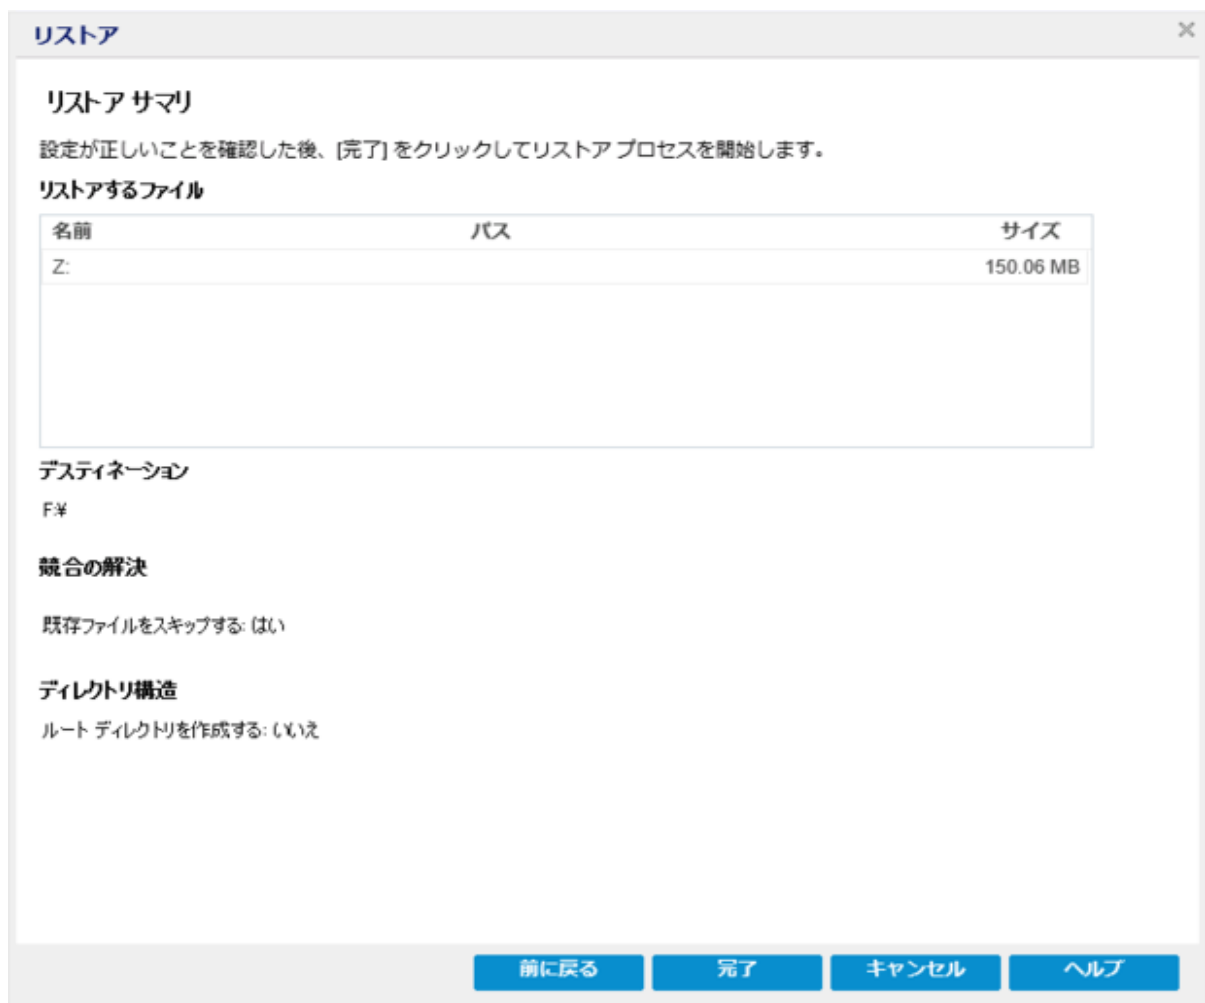 リストア
×
リストア サマリ
設定が正しいことを確認した後、[完了] をクリックしてリストア プロセスを開始します。
リストアするファイル
名前 パス サイズ
Z: 150.06 MB
デスティネーション
F:¥
競合の解決
既存ファイルをスキップする: はい
ディレクトリ構造
ルート ディレクトリを作成する: いいえ
前に戻る 完了 キャンセル ヘルプ